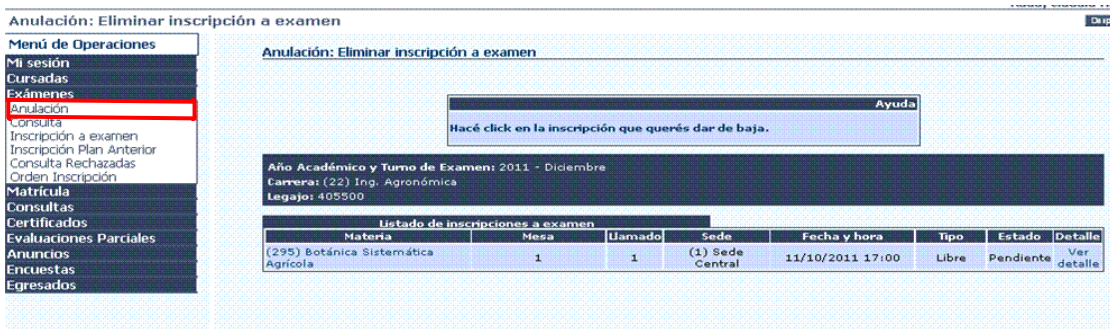 Anulación: Eliminar inscripción a examen
Menú de Operaciones
Mi sesión
Cursadas
Exámenes
Anulación
Consulta
Inscripción a examen
Inscripción Plan Anterior
Consulta Rechazadas
Orden Inscripción
Matrícula
Consultas
Certificados
Evaluaciones Parciales
Anuncios
Encuestas
Egresados
Anulación: Eliminar inscripción a examen
Ayuda
Hacé click en la inscripción que querés dar de baja.
Año Académico y Turno de Examen: 2011 - Diciembre
Carrera: (22) Ing. Agronómica
Legajo: 405500
Listado de inscripciones a examen
Materia Mesa Llamado Sede Fecha y hora Tipo Estado Detalle
(295) Botánica Sistemática Agrícola 1 1 (1) Sede Central 11/10/2011 17:00 Libre Pendiente Ver detalle